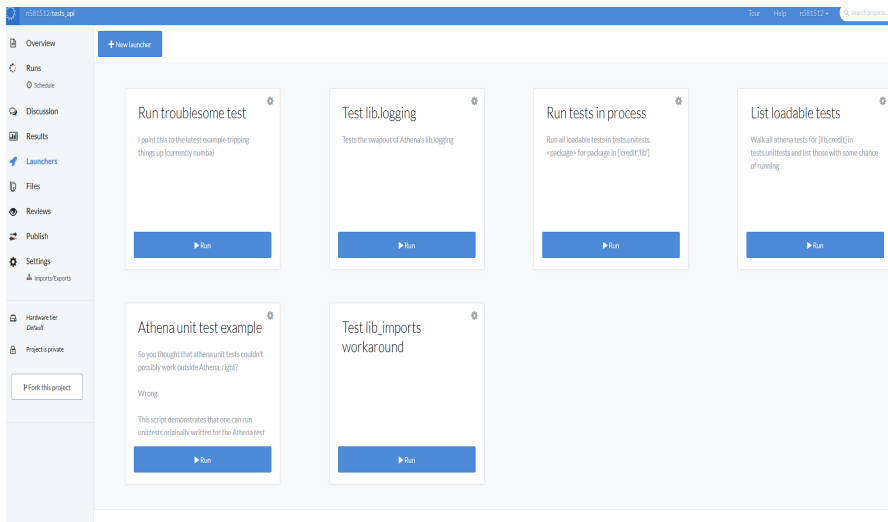 n581512/tests_api
Tour Help n581512 Search projects...
Overview
Runs
Schedule
Discussion
Results
Launchers
Files
Reviews
Publish
Settings
Imports/Exports
Hardware tier
Default
Project is private
Fork this project
+ New launcher
Run troublesome test
I point this to the latest example tripping
things up (currently numba)
Run
Test lib.logging
Tests the swapout of Athena's lib.logging
Run
Run tests in process
Run all loadable tests in tests.unitests.
<package> for package in ['credit','lib']
Run
List loadable tests
Walk all athena tests for [lib,credit] in
tests.unittests and list those with some chance
of running
Run
Athena unit test example
So you thought that athena unit tests couldn't
possibly work outside Athena, right?
Wrong.
This script demonstrates that one can run
unittests originally written for the Athena test
Run
Test lib_imports
workaround
Run